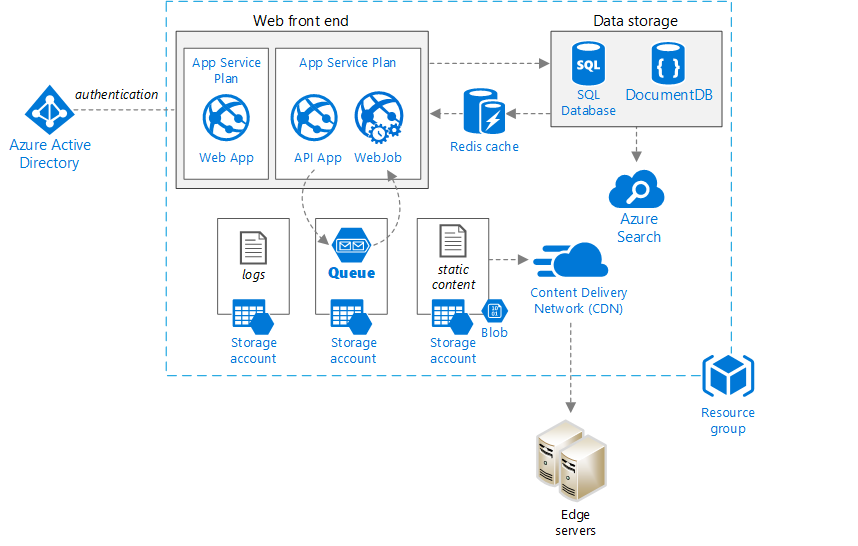 Web front end
Data storage
App Service
Plan
App Service Plan
SQL
SQL
Database
{ }
DocumentDB
authentication
Web App
API App
WebJob
Redis cache
Azure Active
Directory
Azure
Search
logs
Queue
static
content
Content Delivery
Network (CDN)
10
01
Blob
Storage
account
Storage
account
Storage
account
Resource
group
Edge
servers